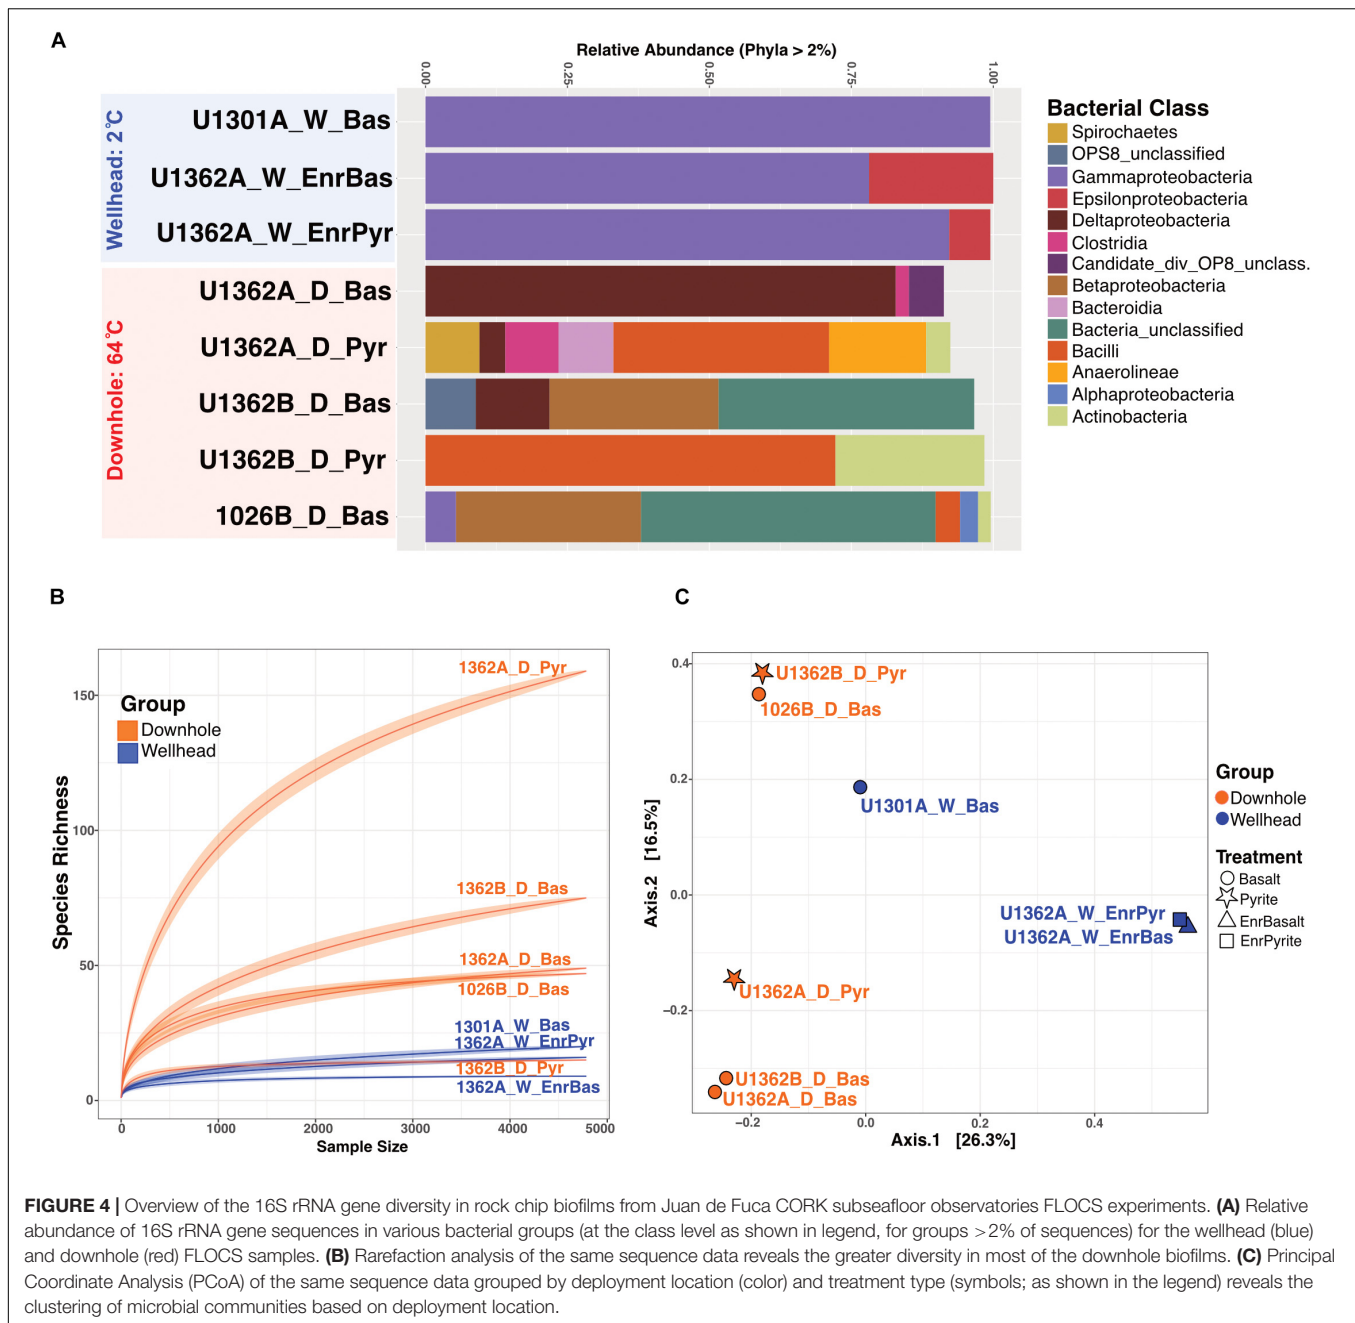 A
Relative Abundance (Phyla > 2%)
0.00
0.25
0.50
0.75
1.00
Wellhead: 2°C
U1301A_W_Bas
U1362A_W_EnrBas
U1362A_W_EnrPyr
Downhole: 64°C
U1362A_D_Bas
U1362A_D_Pyr
U1362B_D_Bas
U1362B_D_Pyr
1026B_D_Bas
Bacterial Class
Spirochaetes
OPS8_unclassified
Gammaproteobacteria
Epsilonproteobacteria
Deltaproteobacteria
Clostridia
Candidate_div_OP8_unclass.
Betaproteobacteria
Bacteroidia
Bacteria_unclassified
Bacilli
Anaerolineae
Alphaproteobacteria
Actinobacteria
B
Species Richness
150
100
50
0
Group
Downhole
Wellhead
1362A_D_Pyr
1362B_D_Bas
1362A_D_Bas
1026B_D_Bas
1301A_W_Bas
1362A_W_EnrPyr
1362B_D_Pyr
1362A_W_EnrBas
0
1000
2000
3000
4000
5000
Sample Size
C
Axis.2 [16.5%]
0.4
0.2
0.0
−0.2
U1362B_D_Pyr
1026B_D_Bas
U1301A_W_Bas
U1362A_W_EnrPyr
U1362A_W_EnrBas
U1362A_D_Pyr
U1362B_D_Bas
U1362A_D_Bas
−0.2
0.0
0.2
0.4
Axis.1 [26.3%]
Group
Downhole
Wellhead
Treatment
Basalt
Pyrite
EnrBasalt
EnrPyrite
FIGURE 4 | Overview of the 16S rRNA gene diversity in rock chip biofilms from Juan de Fuca CORK subseafloor observatories FLOCS experiments. (A) Relative
abundance of 16S rRNA gene sequences in various bacterial groups (at the class level as shown in legend, for groups >2% of sequences) for the wellhead (blue)
and downhole (red) FLOCS samples. (B) Rarefaction analysis of the same sequence data reveals the greater diversity in most of the downhole biofilms. (C) Principal
Coordinate Analysis (PCoA) of the same sequence data grouped by deployment location (color) and treatment type (symbols; as shown in the legend) reveals the
clustering of microbial communities based on deployment location.